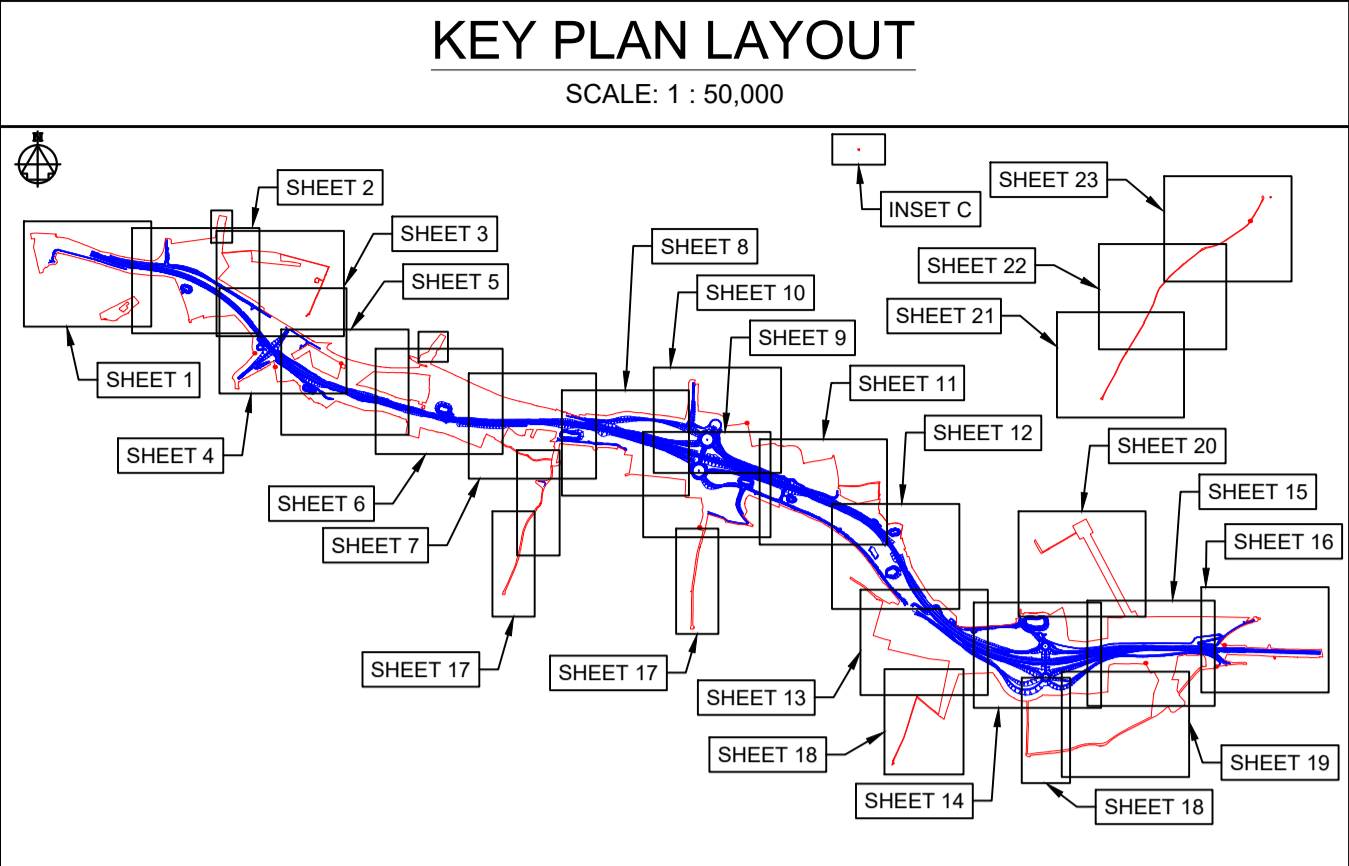 KEY PLAN LAYOUT
SCALE: 1 : 50,000
N
SHEET 2
SHEET 23
INSET C
SHEET 3
SHEET 8
SHEET 22
SHEET 5
SHEET 10
SHEET 21
SHEET 9
SHEET 1
SHEET 11
SHEET 12
SHEET 20
SHEET 4
SHEET 15
SHEET 6
SHEET 16
SHEET 7
SHEET 17
SHEET 17
SHEET 13
SHEET 18
SHEET 19
SHEET 14
SHEET 18